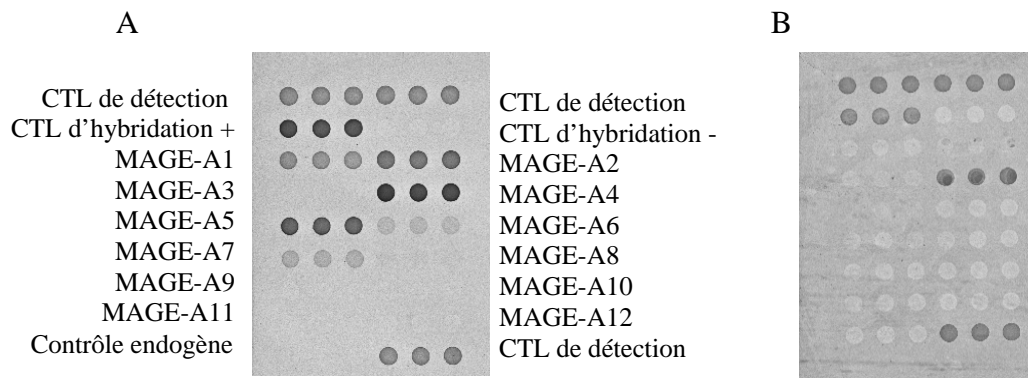 A
B
CTL de détection
CTL d'hybridation +
MAGE-A1
MAGE-A3
MAGE-A5
MAGE-A7
MAGE-A9
MAGE-A11
Contrôle endogène
CTL de détection
CTL d'hybridation -
MAGE-A2
MAGE-A4
MAGE-A6
MAGE-A8
MAGE-A10
MAGE-A12
CTL de détection